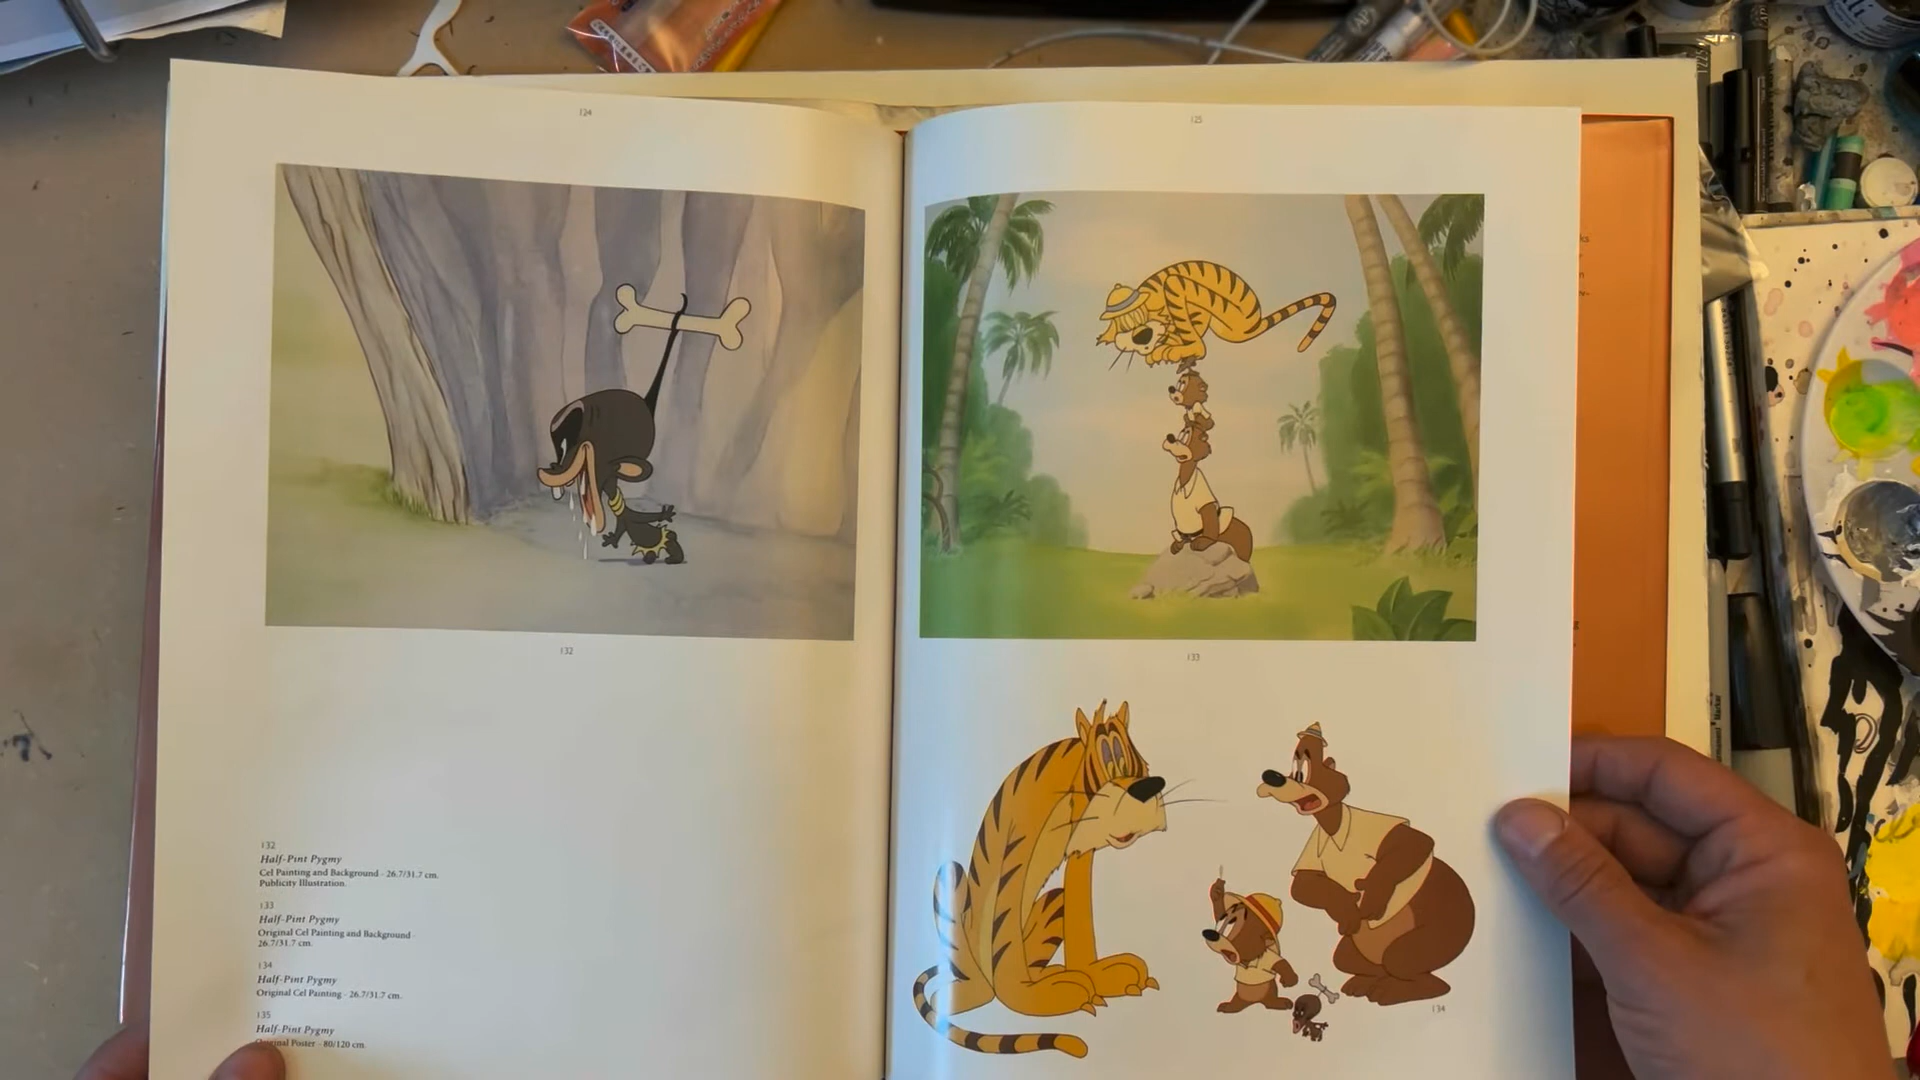 124
132
132
Half-Pint Pygmy
Cel Painting and Background - 26.7/31.7 cm.
Publicity Illustration.
133
Half-Pint Pygmy
Original Cel Painting and Background -
26.7/31.7 cm.
134
Half-Pint Pygmy
Original Cel Painting - 26.7/31.7 cm.
135
Half-Pint Pygmy
Poster - 80/120 cm.
125
133
134